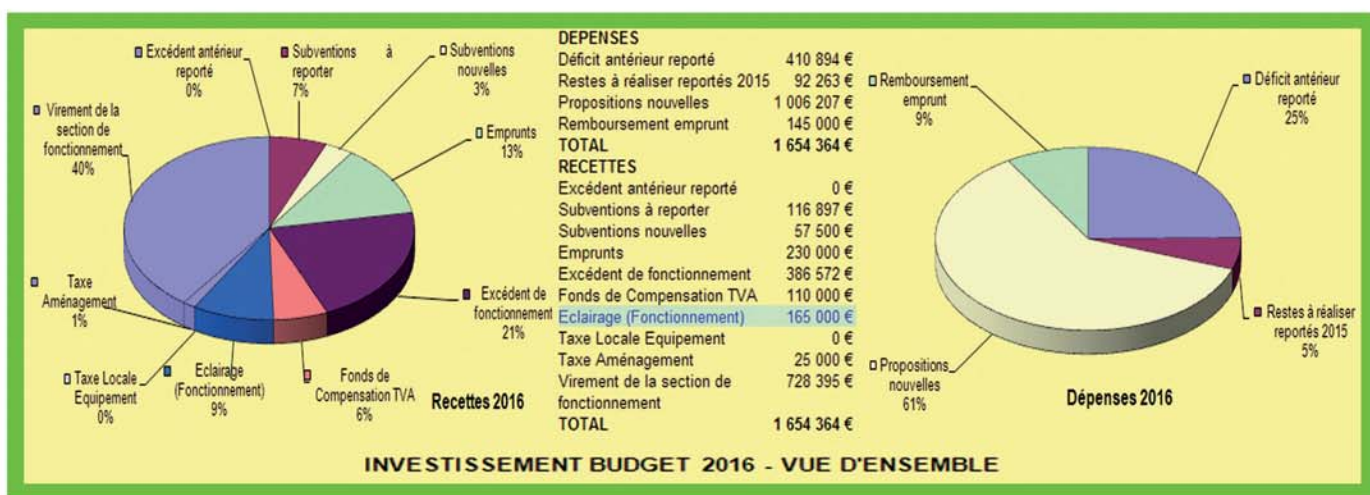 Excédent antérieur
reporté
0%
Subventions à
reporter
7%
Subventions
nouvelles
3%
Emprunts
13%
Virement de la
section de
fonctionnement
40%
Taxe
Aménagement
1%
Taxe Locale
Equipement
0%
Eclairage
(Fonctionnement)
9%
Fonds de
Compensation TVA
6%
Excédent de
fonctionnement
21%
Recettes 2016
DEPENSES
Déficit antérieur reporté 410 894 €
Restes à réaliser reportés 2015 92 263 €
Propositions nouvelles 1 006 207 €
Remboursement emprunt 145 000 €
TOTAL 1 654 364 €
RECETTES
Excédent antérieur reporté 0 €
Subventions à reporter 116 897 €
Subventions nouvelles 57 500 €
Emprunts 230 000 €
Excédent de fonctionnement 386 572 €
Fonds de Compensation TVA 110 000 €
Eclairage (Fonctionnement) 165 000 €
Taxe Locale Equipement 0 €
Taxe Aménagement 25 000 €
Virement de la section de 728 395 €
fonctionnement
TOTAL 1 654 364 €
Remboursement
emprunt
9%
Déficit antérieur
reporté
25%
Restes à réaliser
reportés 2015
5%
Propositions
nouvelles
61%
Dépenses 2016
INVESTISSEMENT BUDGET 2016 - VUE D'ENSEMBLE